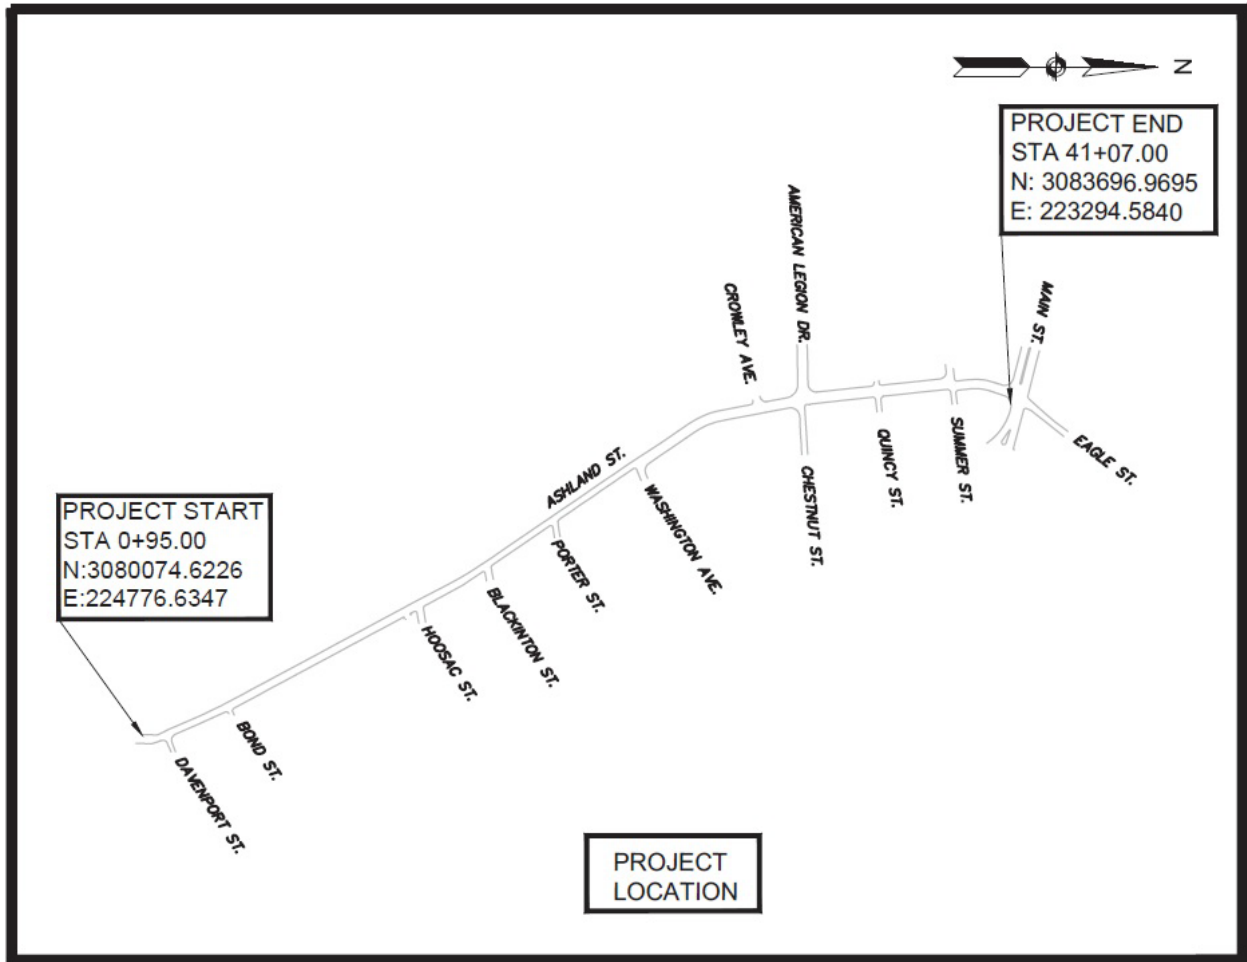 N
PROJECT END
STA 41+07.00
N: 3083696.9695
E: 223294.5840
AMERICAN LEGION DR.
CROWLEY AVE.
MAIN ST.
EAGLE ST.
SUMMER ST.
QUINCY ST.
CHESTNUT ST.
ASHLAND ST.
WASHINGTON AVE.
PORTER ST.
BLACKINTON ST.
HOOSAC ST.
PROJECT START
STA 0+95.00
N:3080074.6226
E:224776.6347
BOND ST.
DAVENPORT ST.
PROJECT
LOCATION